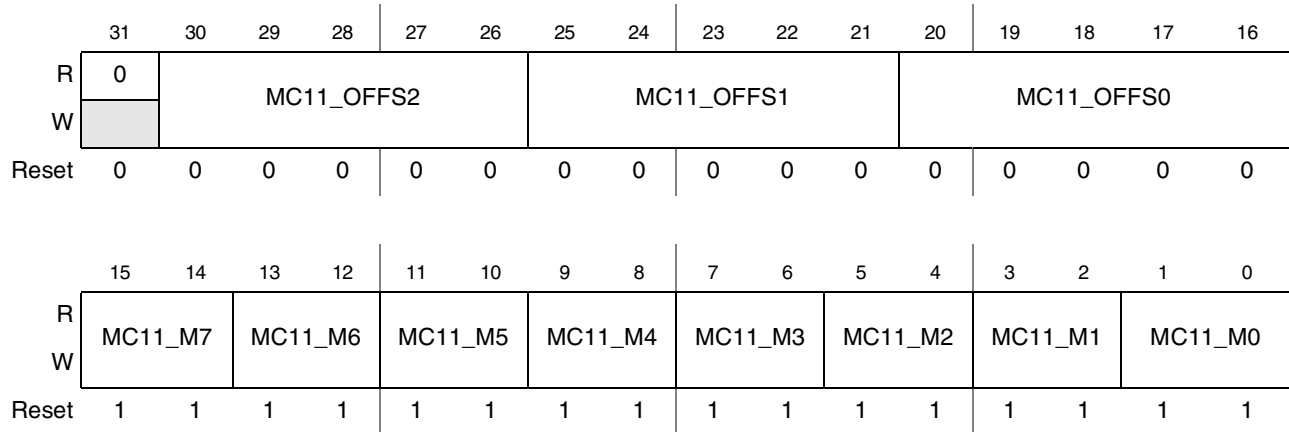 31 30 29 28 27 26 25 24 23 22 21 20 19 18 17 16
R 0 MC11_OFFS2 MC11_OFFS1 MC11_OFFS0
W
Reset 0 0 0 0 0 0 0 0 0 0 0 0 0 0 0 0
15 14 13 12 11 10 9 8 7 6 5 4 3 2 1 0
R MC11_M7 MC11_M6 MC11_M5 MC11_M4 MC11_M3 MC11_M2 MC11_M1 MC11_M0
W
Reset 1 1 1 1 1 1 1 1 1 1 1 1 1 1 1 1